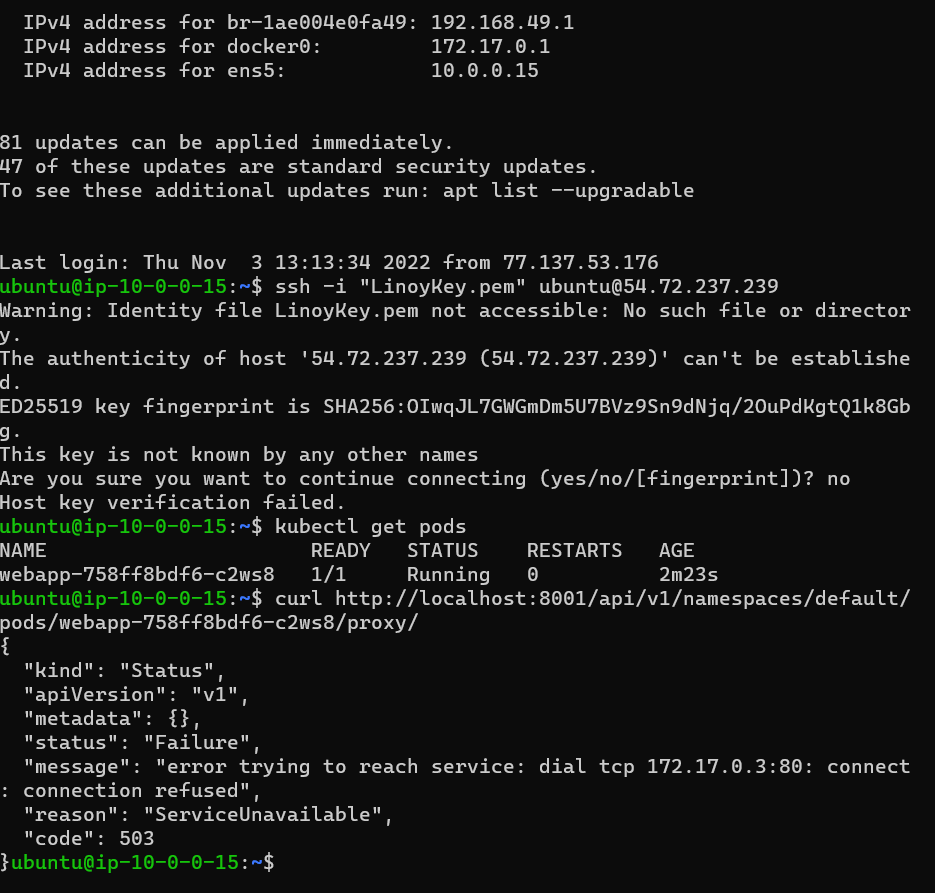 IPv4 address for br-1ae004e0fa49: 192.168.49.1
  IPv4 address for docker0:         172.17.0.1
  IPv4 address for ens5:            10.0.0.15
81 updates can be applied immediately.
47 of these updates are standard security updates.
To see these additional updates run: apt list --upgradable
Last login: Thu Nov  3 13:13:34 2022 from 77.137.53.176
ubuntu@ip-10-0-0-15:~$ ssh -i "LinoyKey.pem" ubuntu@54.72.237.239
Warning: Identity file LinoyKey.pem not accessible: No such file or director
y.
The authenticity of host '54.72.237.239 (54.72.237.239)' can't be establishe
d.
ED25519 key fingerprint is SHA256:OIwqJL7GWGmDm5U7BVz9Sn9dNjq/2OuPdKgtQ1k8Gb
g.
This key is not known by any other names
Are you sure you want to continue connecting (yes/no/[fingerprint])? no
Host key verification failed.
ubuntu@ip-10-0-0-15:~$ kubectl get pods
NAME                      READY   STATUS    RESTARTS   AGE
webapp-758ff8bdf6-c2ws8   1/1     Running   0          2m23s
ubuntu@ip-10-0-0-15:~$ curl http://localhost:8001/api/v1/namespaces/default/
pods/webapp-758ff8bdf6-c2ws8/proxy/
{
  "kind": "Status",
  "apiVersion": "v1",
  "metadata": {},
  "status": "Failure",
  "message": "error trying to reach service: dial tcp 172.17.0.3:80: connect
: connection refused",
  "reason": "ServiceUnavailable",
  "code": 503
}ubuntu@ip-10-0-0-15:~$